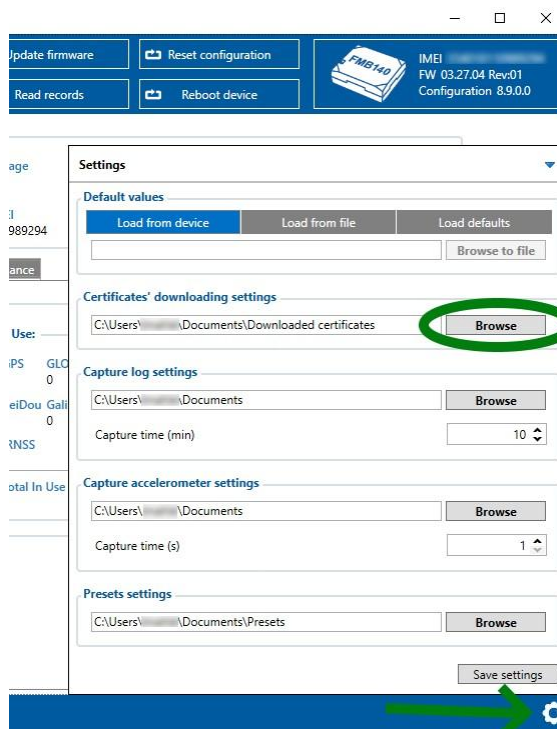 Update firmware
Reset configuration
Read records
Reboot device
FMB140
IMEI
FW 03.27.04 Rev:01
Configuration 8.9.0.0
age
EI
989294
ance
Use:
GPS GLO
0
eiDou Gali
0
RNSS
otal In Use
Settings
Default values
Load from device
Load from file
Load defaults
Browse to file
Certificates' downloading settings
C:\Users\ \Documents\Downloaded certificates
Browse
Capture log settings
C:\Users\ \Documents
Browse
Capture time (min)
10
Capture accelerometer settings
C:\Users\ \Documents
Browse
Capture time (s)
1
Presets settings
C:\Users\ \Documents\Presets
Browse
Save settings